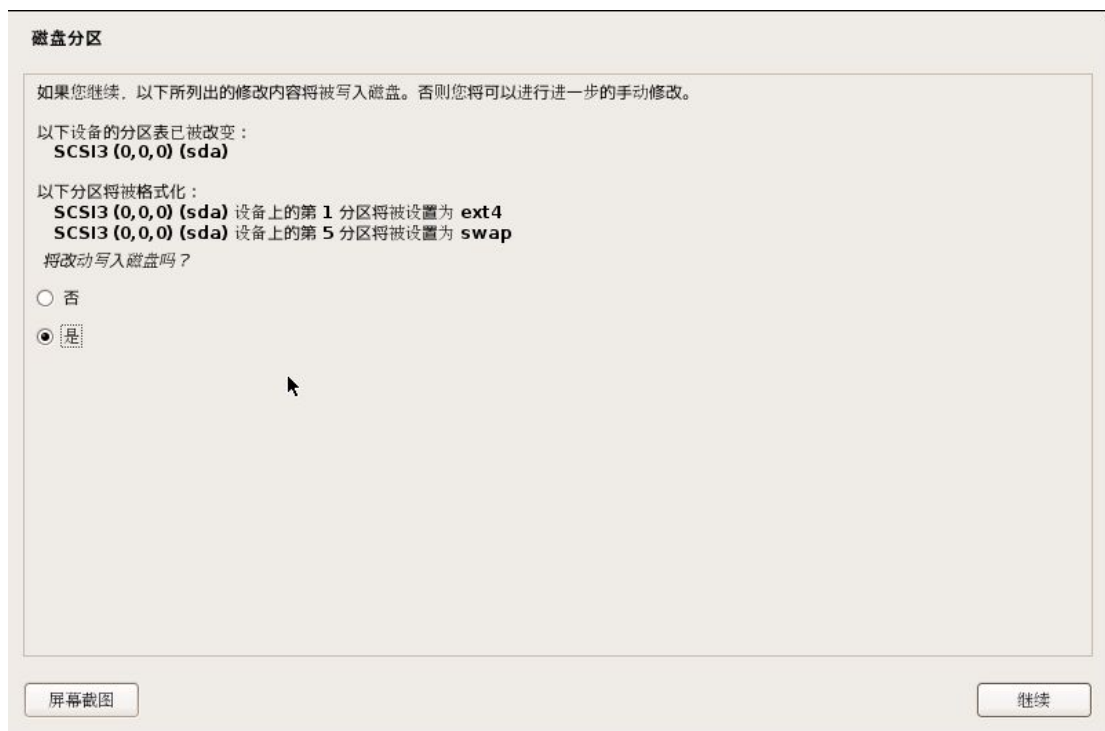 磁盘分区
如果您继续，以下所列出的修改内容将被写入磁盘。否则您将可以进行进一步的手动修改。
以下设备的分区表已被改变：
SCSI3 (0,0,0) (sda)
以下分区将被格式化：
SCSI3 (0,0,0) (sda) 设备上的第 1 分区将被设置为 ext4
SCSI3 (0,0,0) (sda) 设备上的第 5 分区将被设置为 swap
将改动写入磁盘吗？
否
是
屏幕截图
继续